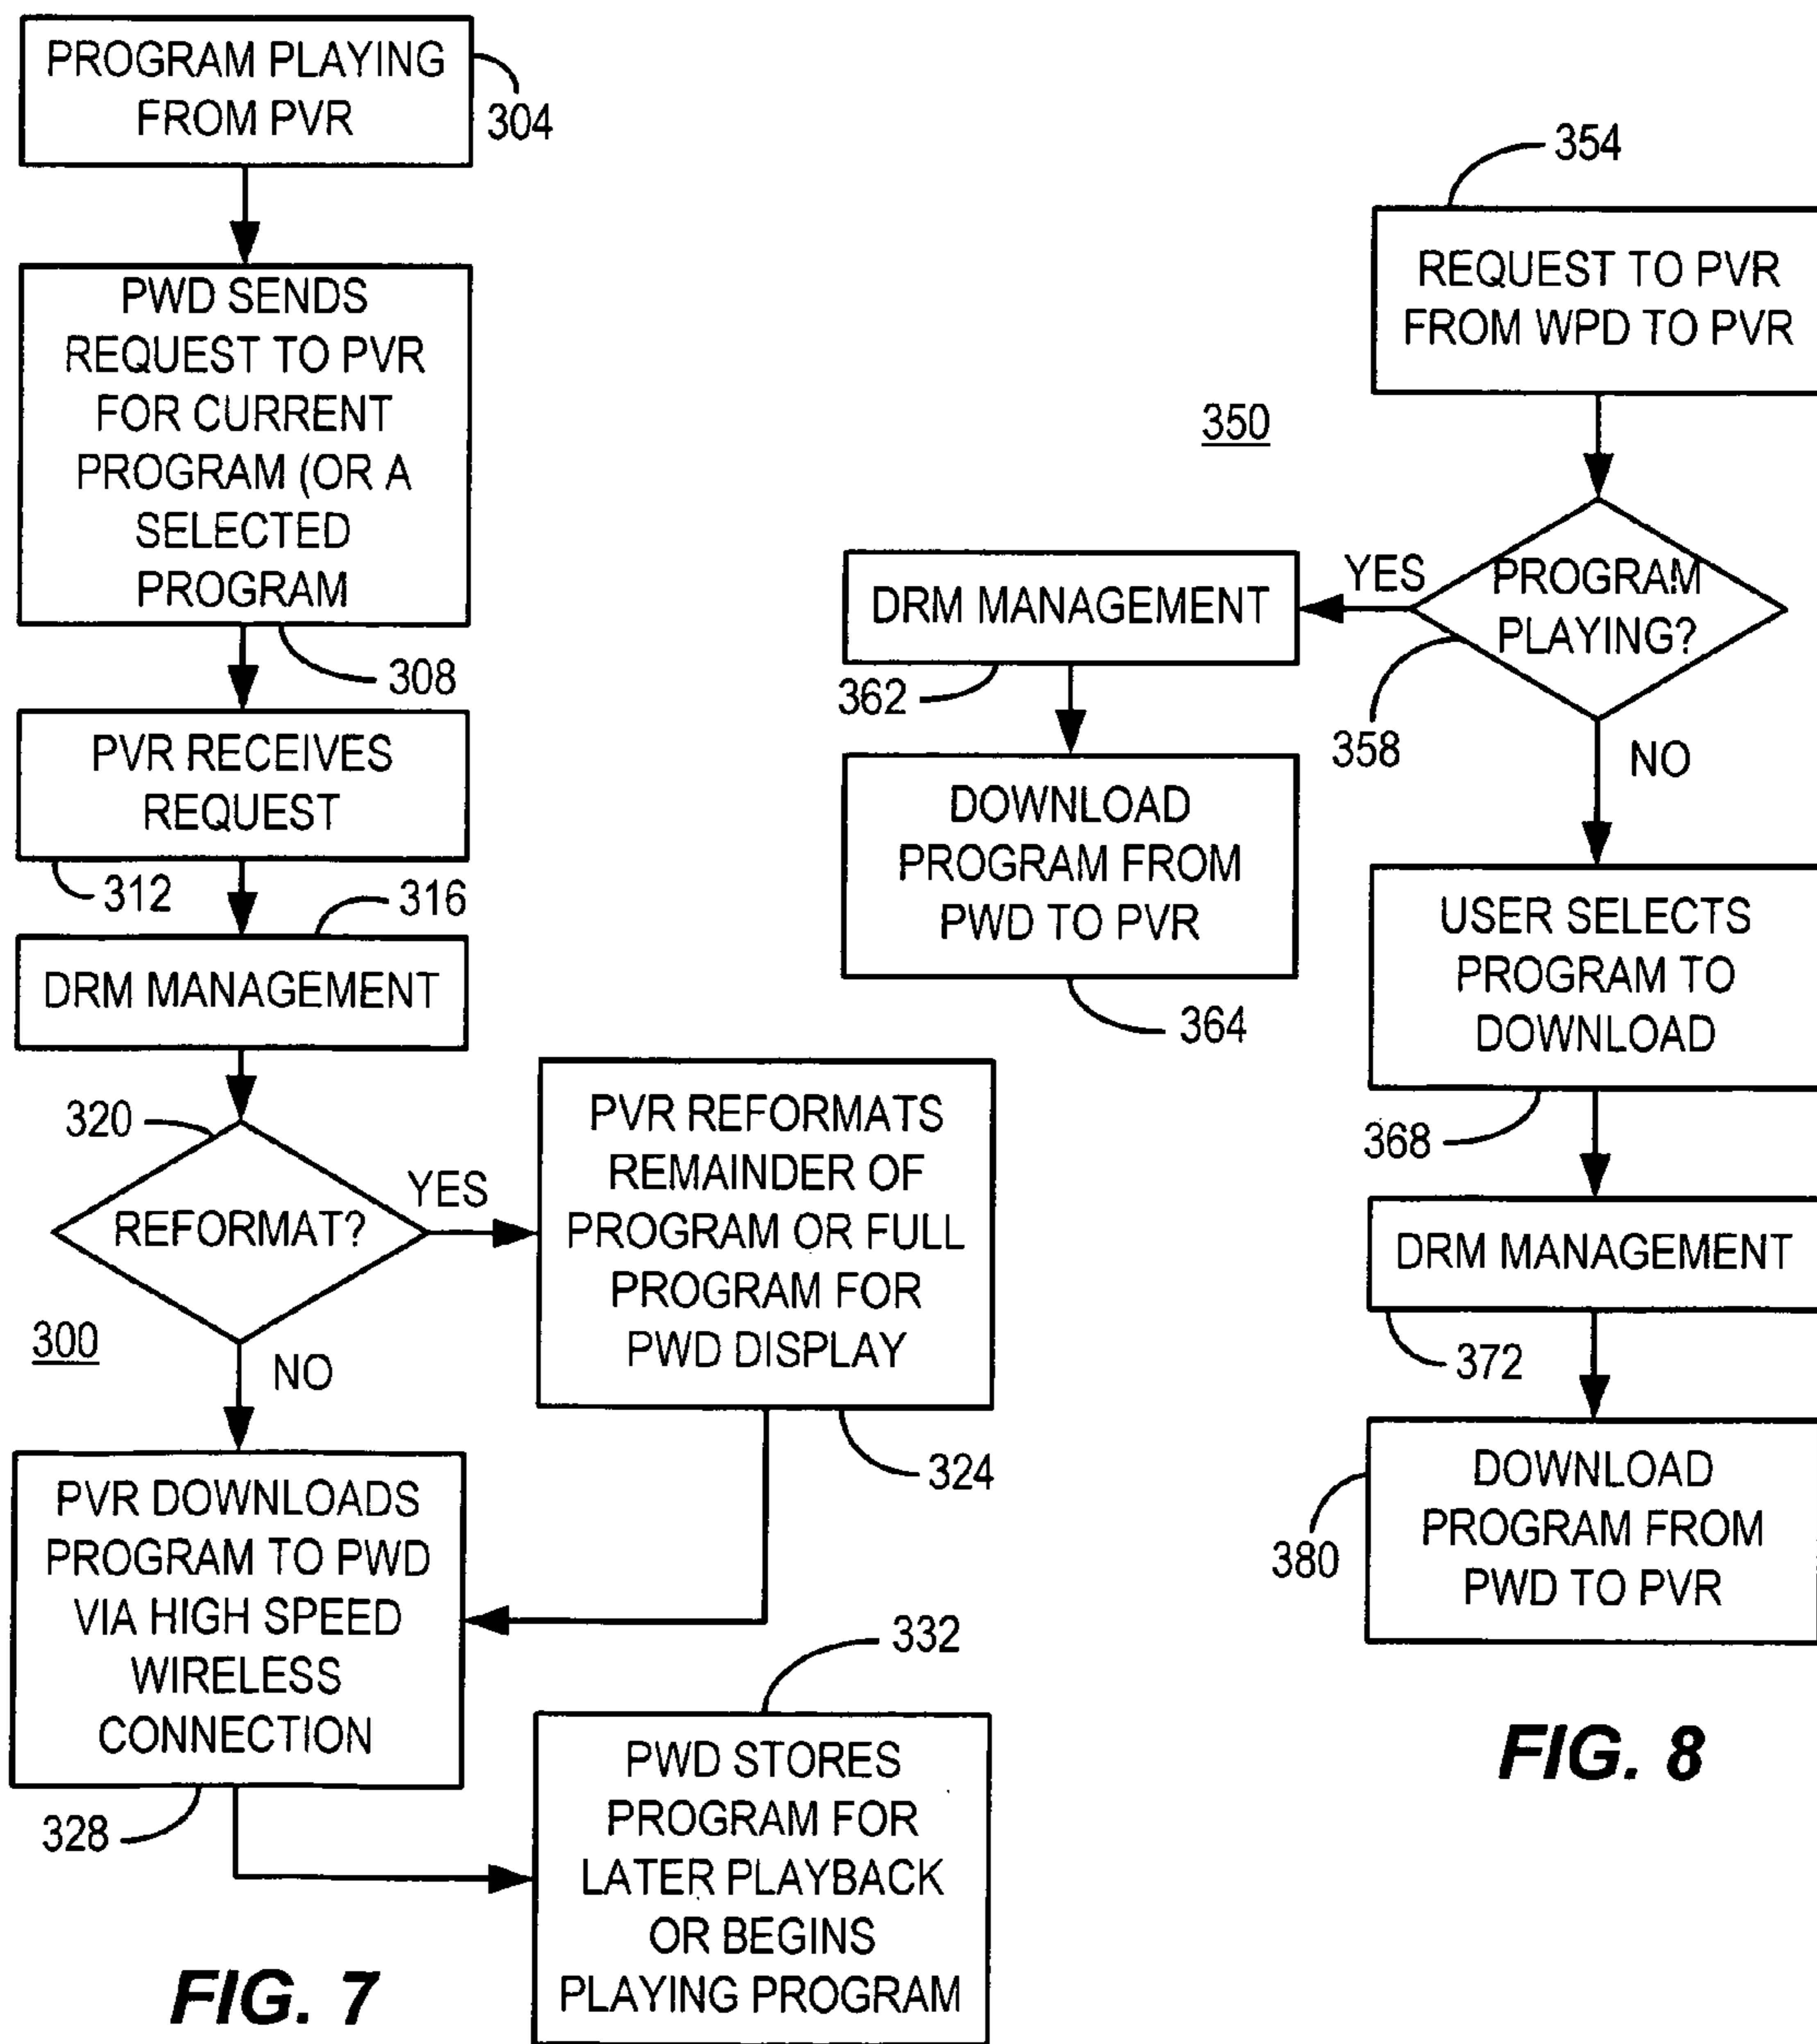 PROGRAM PLAYING
FROM PVR
304
PWD SENDS
REQUEST TO PVR
FOR CURRENT
PROGRAM (OR A
SELECTED
PROGRAM
308
PVR RECEIVES
REQUEST
312
316
DRM MANAGEMENT
320
REFORMAT?
YES
NO
300
PVR REFORMATS
REMAINDER OF
PROGRAM OR FULL
PROGRAM FOR
PWD DISPLAY
324
PVR DOWNLOADS
PROGRAM TO PWD
VIA HIGH SPEED
WIRELESS
CONNECTION
328
332
PWD STORES
PROGRAM FOR
LATER PLAYBACK
OR BEGINS
PLAYING PROGRAM
FIG. 7
354
REQUEST TO PVR
FROM WPD TO PVR
350
PROGRAM
PLAYING?
358
YES
NO
DRM MANAGEMENT
362
DOWNLOAD
PROGRAM FROM
PWD TO PVR
364
USER SELECTS
PROGRAM TO
DOWNLOAD
368
DRM MANAGEMENT
372
DOWNLOAD
PROGRAM FROM
PWD TO PVR
380
FIG. 8